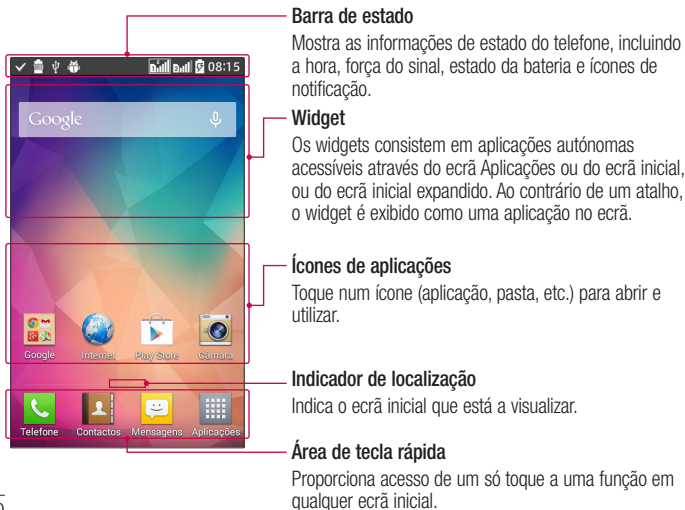 Barra de estado
Mostra as informações de estado do telefone, incluindo
a hora, força do sinal, estado da bateria e ícones de
notificação.
08:15
Google
Widget
Os widgets consistem em aplicações autónomas
acessíveis através do ecrã Aplicações ou do ecrã inicial,
ou do ecrã inicial expandido. Ao contrário de um atalho,
o widget é exibido como uma aplicação no ecrã.
Ícones de aplicações
Toque num ícone (aplicação, pasta, etc.) para abrir e
utilizar.
Google Internet Play Store Câmara
Indicador de localização
Indica o ecrã inicial que está a visualizar.
Telefone Contactos Mensagens Aplicações
Área de tecla rápida
Proporciona acesso de um só toque a uma função em
qualquer ecrã inicial.